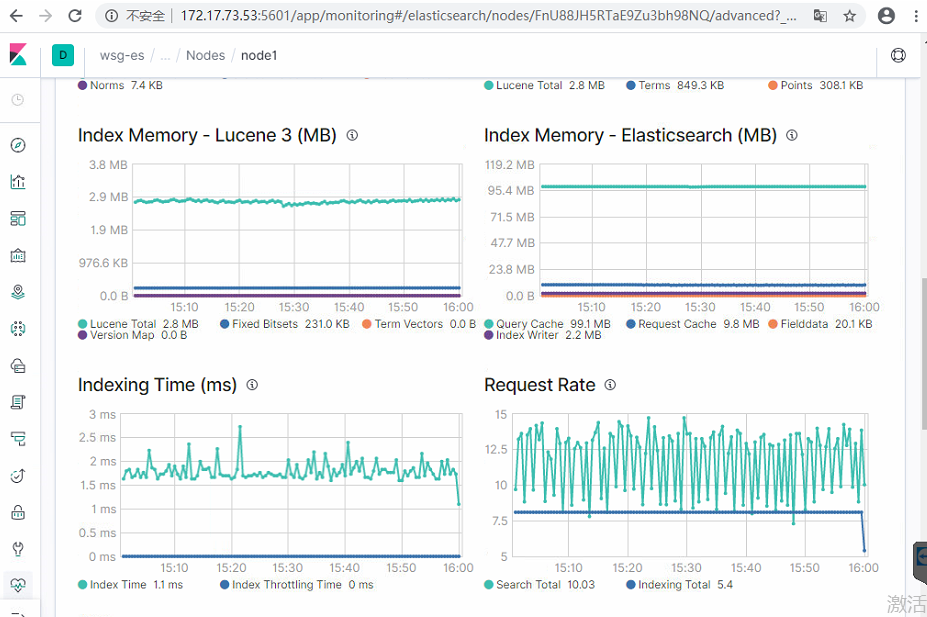 不安全 172.17.73.53:5601/app/monitoring#/elasticsearch/nodes/FnU88JH5RTaE9Zu3bh98NQ/advanced?_...
D wsg-es / ... / Nodes / node1
Norms 7.4 KB
Lucene Total 2.8 MB Terms 849.3 KB Points 308.1 KB
Index Memory - Lucene 3 (MB)
3.8 MB
2.9 MB
1.9 MB
976.6 KB
0.0 B
15:10 15:20 15:30 15:40 15:50 16:00
Lucene Total 2.8 MB Fixed Bitsets 231.0 KB Term Vectors 0.0 B
Version Map 0.0 B
Index Memory - Elasticsearch (MB)
119.2 MB
95.4 MB
71.5 MB
47.7 MB
23.8 MB
0.0 B
15:10 15:20 15:30 15:40 15:50 16:00
Query Cache 99.1 MB Request Cache 9.8 MB Fielddata 20.1 KB
Index Writer 2.2 MB
Indexing Time (ms)
3 ms
2.5 ms
2 ms
1.5 ms
1 ms
0.5 ms
0 ms
15:10 15:20 15:30 15:40 15:50 16:00
Index Time 1.1 ms Index Throttling Time 0 ms
Request Rate
15
12.5
10
7.5
5
15:10 15:20 15:30 15:40 15:50 16:00
Search Total 10.03 Indexing Total 5.4
激活